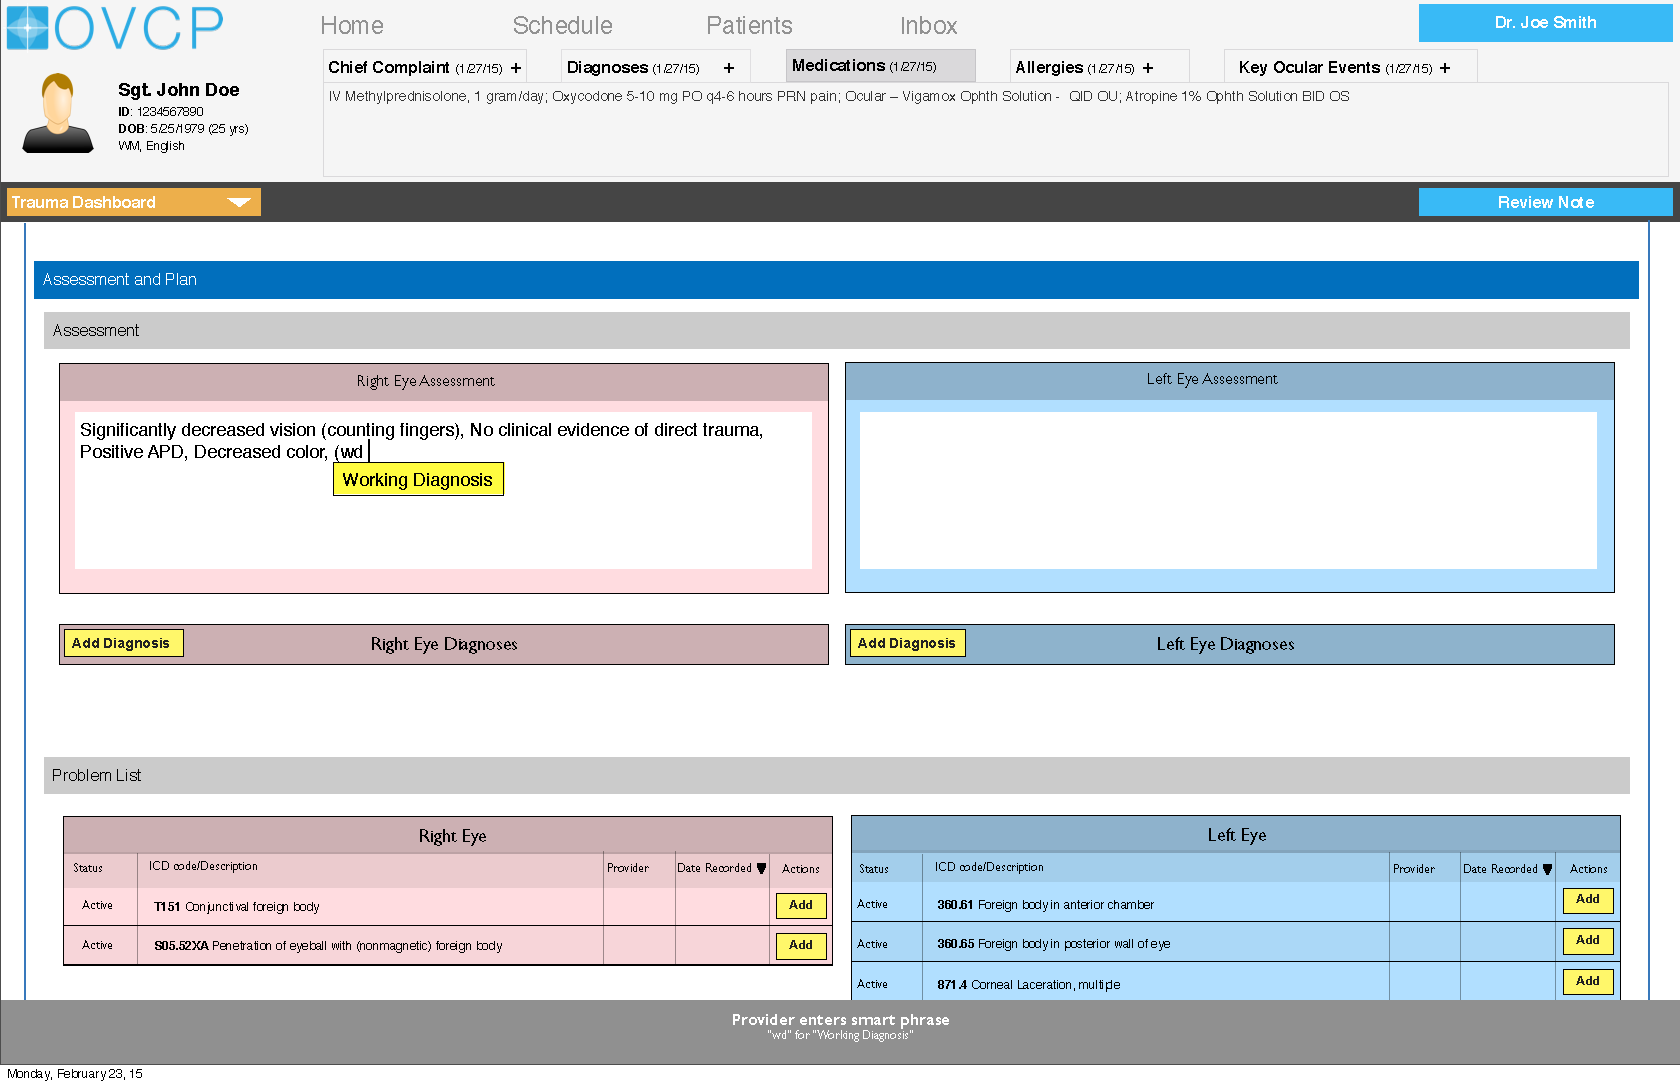 OVCP
Home Schedule Patients Inbox
Dr. Joe Smith
Chief Complaint (1/27/15) + Diagnoses (1/27/15) + Medications (1/27/15) Allergies (1/27/15) + Key Ocular Events (1/27/15) +
Sgt. John Doe
ID: 1234567890
DOB: 5/25/1979 (25 yrs)
WM, English
IV Methylprednisolone, 1 gram/day; Oxycodone 5-10 mg PO q4-6 hours PRN pain; Ocular – Vigamox Ophth Solution - QID OU; Atropine 1% Ophth Solution BID OS
Trauma Dashboard
Review Note
Assessment and Plan
Assessment
Right Eye Assessment
Significantly decreased vision (counting fingers), No clinical evidence of direct trauma,
Positive APD, Decreased color, (wd
Working Diagnosis
Left Eye Assessment
Add Diagnosis Right Eye Diagnoses
Add Diagnosis Left Eye Diagnoses
Problem List
Right Eye
Status ICD code/Description Provider Date Recorded ▼ Actions
Active T151 Conjunctival foreign body Add
Active S05.52XA Penetration of eyeball with (nonmagnetic) foreign body Add
Left Eye
Status ICD code/Description Provider Date Recorded ▼ Actions
Active 360.61 Foreign body in anterior chamber Add
Active 360.65 Foreign body in posterior wall of eye Add
Active 871.4 Corneal Laceration, multiple Add
Provider enters smart phrase
"wd" for "Working Diagnosis"
Monday, February 23, 15